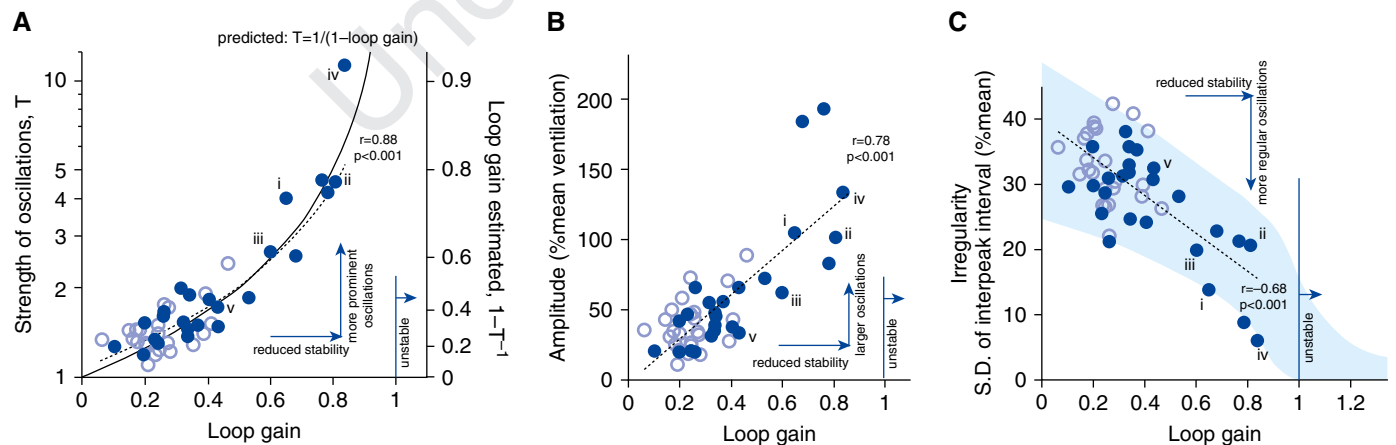 A
predicted: T=1/(1–loop gain)
Strength of oscillations, T
10
5
4
3
2
1
0
0.2
0.4
0.6
0.8
1
Loop gain
0.9
0.8
0.6
0.4
0.2
0
Loop gain estimated, 1–T–1
iv
r=0.88
p<0.001
i
ii
iii
v
more prominent
oscillations
reduced stability
unstable
Un
B
Amplitude (%mean ventilation)
200
150
100
50
0
0
0.2
0.4
0.6
0.8
1
Loop gain
r=0.78
p<0.001
iv
i
ii
iii
v
larger oscillations
reduced stability
unstable
C
Irregularity
S.D. of interpeak interval (%mean)
40
30
20
10
0
0
0.2
0.4
0.6
0.8
1
1.2
Loop gain
reduced stability
more regular oscillations
v
ii
iii
i
r=–0.68
p<0.001
iv
unstable